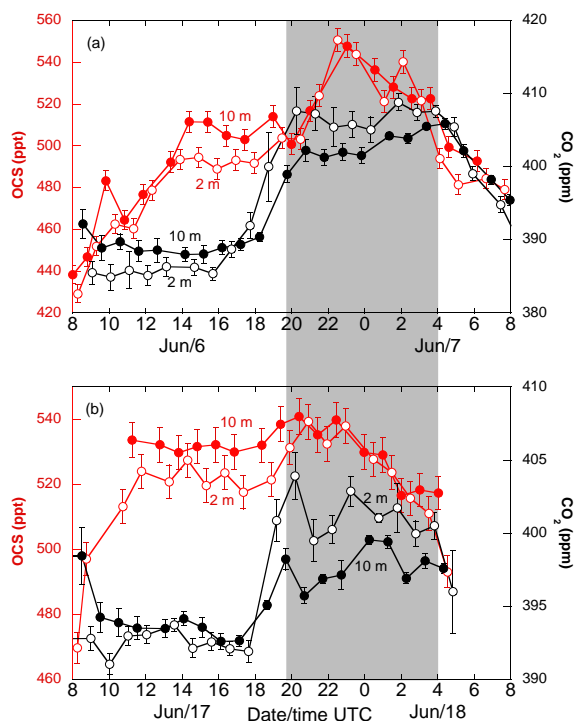 560
540
520
500
480
460
440
420
OCS (ppt)
(a)
10 m
2 m
10 m
2 m
420
410
400
390
380
CO2 (ppm)
8 10 12 14 16 18 20 22 0 2 4 6 8
Jun/6 Jun/7
540
520
500
480
460
OCS (ppt)
(b)
10 m
2 m
2 m
10 m
410
405
400
395
390
CO2 (ppm)
8 10 12 14 16 18 20 22 0 2 4 6 8
Jun/17 Date/time UTC Jun/18